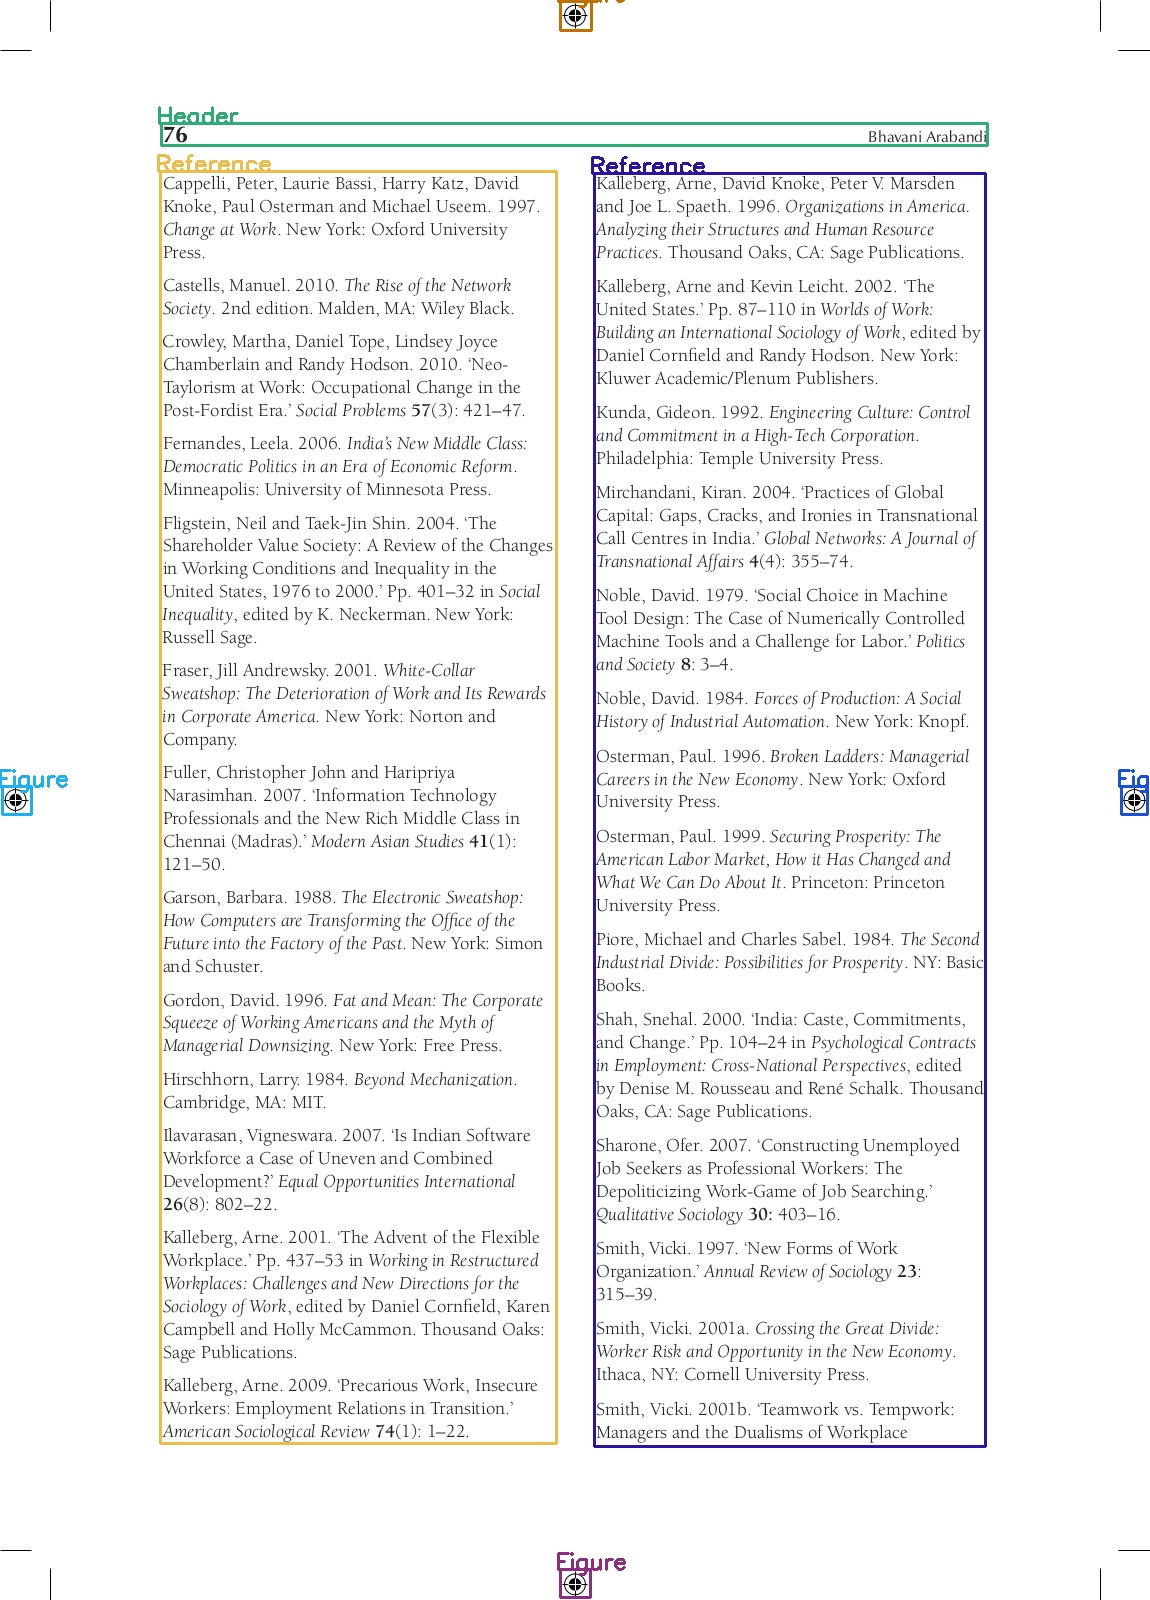 Figure
Header
76 Bhavani Arabandi
Reference
Cappelli, Peter, Laurie Bassi, Harry Katz, David
Knoke, Paul Osterman and Michael Useem. 1997.
Change at Work. New York: Oxford University
Press.
Castells, Manuel. 2010. The Rise of the Network
Society. 2nd edition. Malden, MA: Wiley Black.
Crowley, Martha, Daniel Tope, Lindsey Joyce
Chamberlain and Randy Hodson. 2010. ‘Neo-
Taylorism at Work: Occupational Change in the
Post-Fordist Era.’ Social Problems 57(3): 421–47.
Fernandes, Leela. 2006. India’s New Middle Class:
Democratic Politics in an Era of Economic Reform.
Minneapolis: University of Minnesota Press.
Fligstein, Neil and Taek-Jin Shin. 2004. ‘The
Shareholder Value Society: A Review of the Changes
in Working Conditions and Inequality in the
United States, 1976 to 2000.’ Pp. 401–32 in Social
Inequality, edited by K. Neckerman. New York:
Russell Sage.
Fraser, Jill Andrewsky. 2001. White-Collar
Sweatshop: The Deterioration of Work and Its Rewards
in Corporate America. New York: Norton and
Company.
Fuller, Christopher John and Haripriya
Narasimhan. 2007. ‘Information Technology
Professionals and the New Rich Middle Class in
Chennai (Madras).’ Modern Asian Studies 41(1):
121–50.
Garson, Barbara. 1988. The Electronic Sweatshop:
How Computers are Transforming the Office of the
Future into the Factory of the Past. New York: Simon
and Schuster.
Gordon, David. 1996. Fat and Mean: The Corporate
Squeeze of Working Americans and the Myth of
Managerial Downsizing. New York: Free Press.
Hirschhorn, Larry. 1984. Beyond Mechanization.
Cambridge, MA: MIT.
Ilavarasan, Vigneswara. 2007. ‘Is Indian Software
Workforce a Case of Uneven and Combined
Development?’ Equal Opportunities International
26(8): 802–22.
Kalleberg, Arne. 2001. ‘The Advent of the Flexible
Workplace.’ Pp. 437–53 in Working in Restructured
Workplaces: Challenges and New Directions for the
Sociology of Work, edited by Daniel Cornfield, Karen
Campbell and Holly McCammon. Thousand Oaks:
Sage Publications.
Kalleberg, Arne. 2009. ‘Precarious Work, Insecure
Workers: Employment Relations in Transition.’
American Sociological Review 74(1): 1–22.
Reference
Kalleberg, Arne, David Knoke, Peter V. Marsden
and Joe L. Spaeth. 1996. Organizations in America.
Analyzing their Structures and Human Resource
Practices. Thousand Oaks, CA: Sage Publications.
Kalleberg, Arne and Kevin Leicht. 2002. ‘The
United States.’ Pp. 87–110 in Worlds of Work:
Building an International Sociology of Work, edited by
Daniel Cornfield and Randy Hodson. New York:
Kluwer Academic/Plenum Publishers.
Kunda, Gideon. 1992. Engineering Culture: Control
and Commitment in a High-Tech Corporation.
Philadelphia: Temple University Press.
Mirchandani, Kiran. 2004. ‘Practices of Global
Capital: Gaps, Cracks, and Ironies in Transnational
Call Centres in India.’ Global Networks: A Journal of
Transnational Affairs 4(4): 355–74.
Noble, David. 1979. ‘Social Choice in Machine
Tool Design: The Case of Numerically Controlled
Machine Tools and a Challenge for Labor.’ Politics
and Society 8: 3–4.
Noble, David. 1984. Forces of Production: A Social
History of Industrial Automation. New York: Knopf.
Osterman, Paul. 1996. Broken Ladders: Managerial
Careers in the New Economy. New York: Oxford
University Press.
Osterman, Paul. 1999. Securing Prosperity: The
American Labor Market, How it Has Changed and
What We Can Do About It. Princeton: Princeton
University Press.
Piore, Michael and Charles Sabel. 1984. The Second
Industrial Divide: Possibilities for Prosperity. NY: Basic
Books.
Shah, Snehal. 2000. ‘India: Caste, Commitments,
and Change.’ Pp. 104–24 in Psychological Contracts
in Employment: Cross-National Perspectives, edited
by Denise M. Rousseau and René Schalk. Thousand
Oaks, CA: Sage Publications.
Sharone, Ofer. 2007. ‘Constructing Unemployed
Job Seekers as Professional Workers: The
Depoliticizing Work-Game of Job Searching.’
Qualitative Sociology 30: 403–16.
Smith, Vicki. 1997. ‘New Forms of Work
Organization.’ Annual Review of Sociology 23:
315–39.
Smith, Vicki. 2001a. Crossing the Great Divide:
Worker Risk and Opportunity in the New Economy.
Ithaca, NY: Cornell University Press.
Smith, Vicki. 2001b. ‘Teamwork vs. Tempwork:
Managers and the Dualisms of Workplace
Figure
Fig
Figure